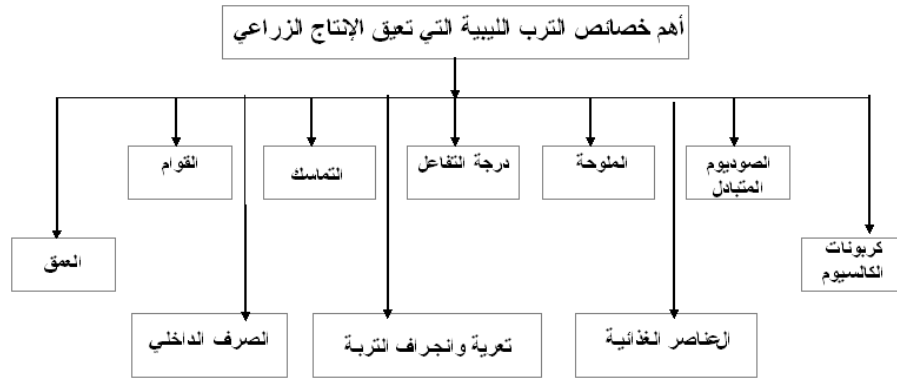 أهم خصائص الترب الليبية التي تعيق الإنتاج الزراعي
الصوديوم
المتبادل
الملوحة
درجة التفاعل
التماسك
القوام
كربونات
الكالسيوم
العمق
العناصر الغذائية
تعرية وانجراف التربة
الصرف الداخلي